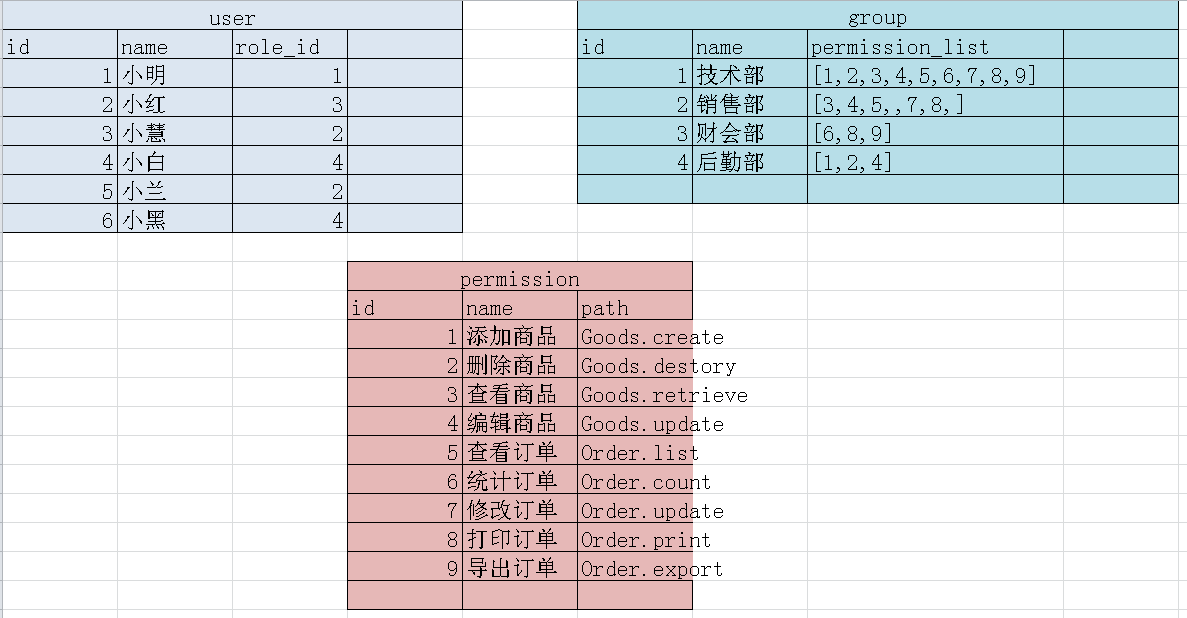 user
id name role_id
1 小明 1
2 小红 3
3 小慧 2
4 小白 4
5 小兰 2
6 小黑 4
group
id name permission_list
1 技术部 [1,2,3,4,5,6,7,8,9]
2 销售部 [3,4,5,,7,8,]
3 财会部 [6,8,9]
4 后勤部 [1,2,4]
permission
id name path
1 添加商品 Goods.create
2 删除商品 Goods.destory
3 查看商品 Goods.retrieve
4 编辑商品 Goods.update
5 查看订单 Order.list
6 统计订单 Order.count
7 修改订单 Order.update
8 打印订单 Order.print
9 导出订单 Order.export